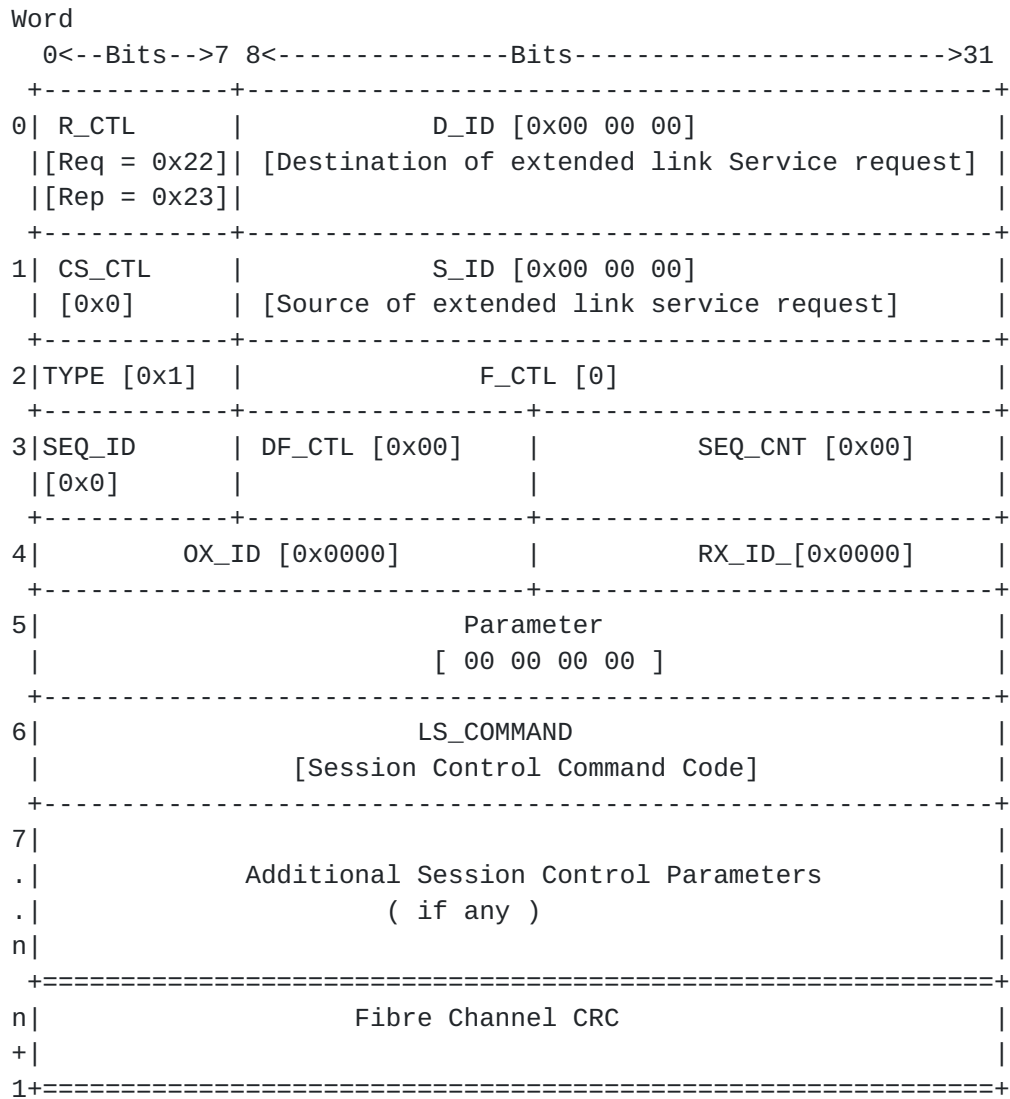 Word
  0<--Bits-->7 8<---------------Bits------------------------>31
 +------------+------------------------------------------------+
0| R_CTL      |            D_ID [0x00 00 00]                   |
 |[Req = 0x22]| [Destination of extended link Service request] |
 |[Rep = 0x23]|                                                |
 +------------+------------------------------------------------+
1| CS_CTL     |            S_ID [0x00 00 00]                   |
 | [0x0]      | [Source of extended link service request]      |
 +------------+------------------------------------------------+
2|TYPE [0x1]  |               F_CTL [0]                        |
 +------------+------------------+-----------------------------+
3|SEQ_ID      | DF_CTL [0x00]    |          SEQ_CNT [0x00]     |
 |[0x0]       |                  |                             |
 +------------+------------------+-----------------------------+
4|         OX_ID [0x0000]        |          RX_ID_[0x0000]     |
 +-------------------------------+-----------------------------+
5|                           Parameter                         |
 |                         [ 00 00 00 00 ]                     |
 +-------------------------------------------------------------+
6|                        LS_COMMAND                           |
 |                [Session Control Command Code]               |
 +-------------------------------------------------------------+
7|                                                             |
.|             Additional Session Control Parameters           |
.|                      ( if any )                             |
n|                                                             |
 +=============================================================+
n|                    Fibre Channel CRC                        |
+|                                                             |
1+=============================================================+